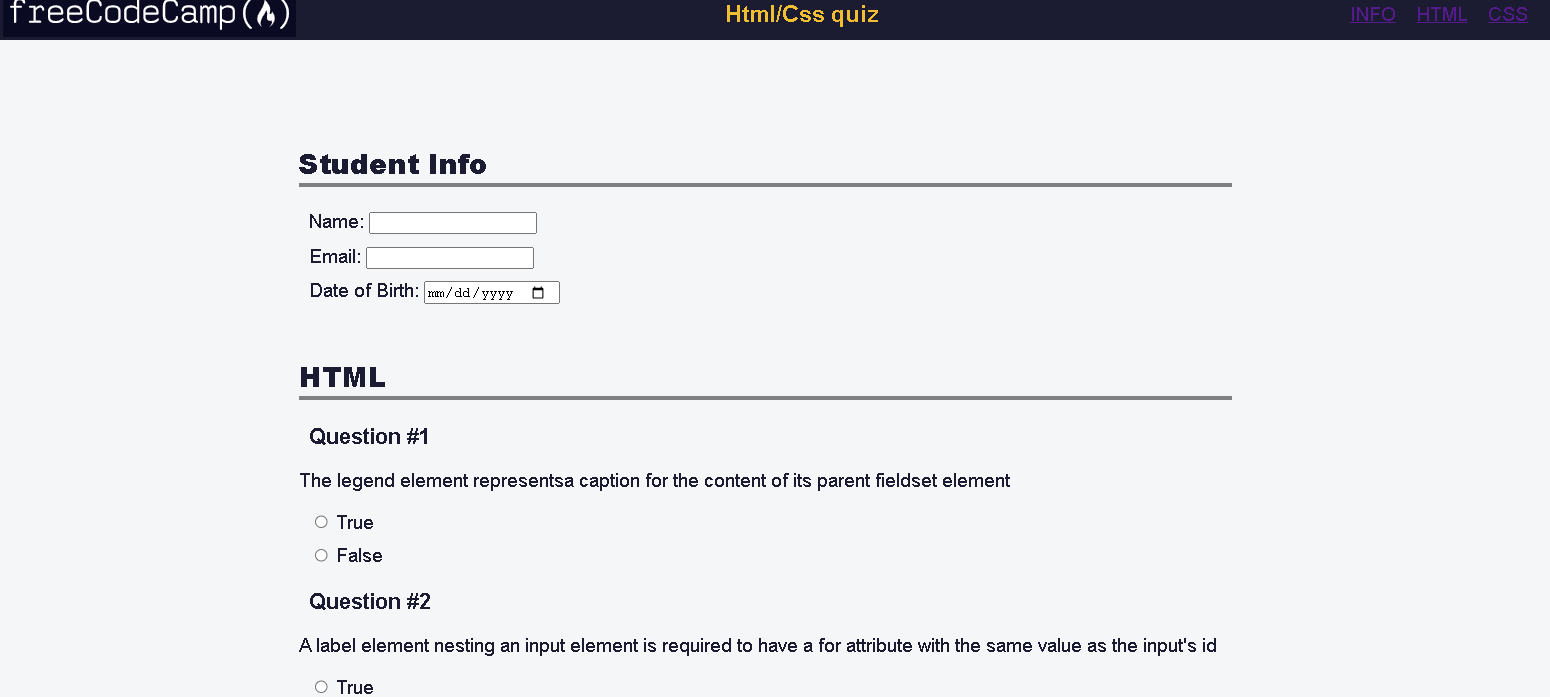 freeCodeCamp Html/Css quiz INFO HTML CSS
Student Info
Name:
Email:
Date of Birth: mm/dd/yyyy
HTML
Question #1
The legend element representsa caption for the content of its parent fieldset element
True
False
Question #2
A label element nesting an input element is required to have a for attribute with the same value as the input's id
True